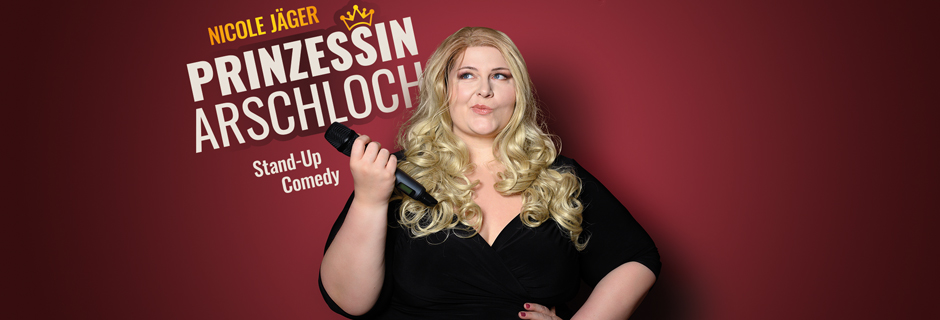 NICOLE JÄGER
PRINZESSIN
ARSCHLOCH
Stand-Up
Comedy